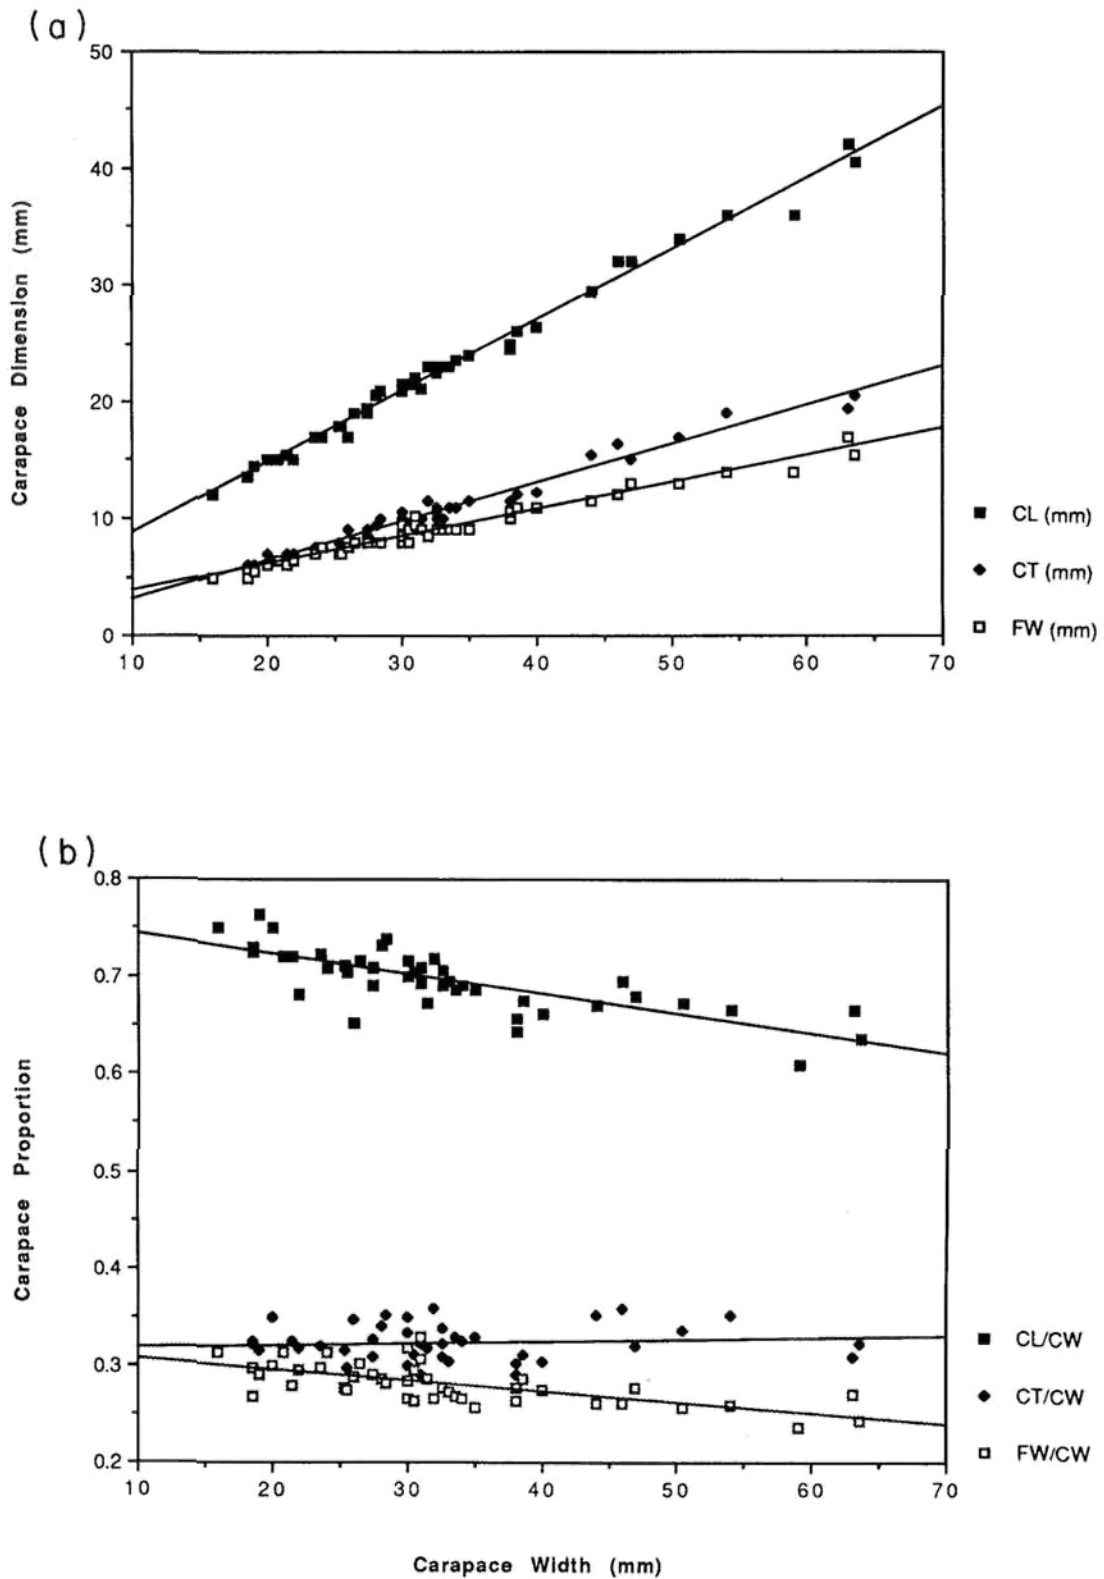 (a)
50
40
30
20
10
0
Carapace Dimension (mm)
10 20 30 40 50 60 70
CL (mm)
CT (mm)
FW (mm)
(b)
0.8
0.7
0.6
0.5
0.4
0.3
0.2
Carapace Proportion
10 20 30 40 50 60 70
CL/CW
CT/CW
FW/CW
Carapace Width (mm)